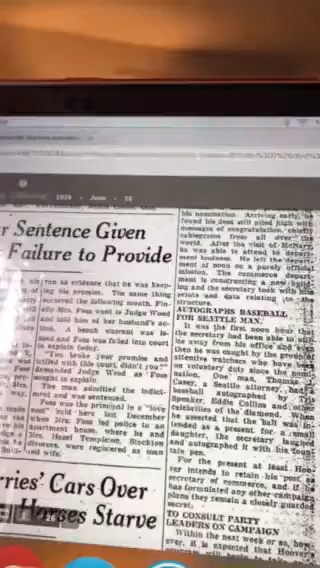 1928 - June - 16
r Sentence Given
Failure to Provide
son as evidence that he was keep-
ing his promise. The same thing
occurred the following month. Fin-
ally Mrs. Foss went to Judge Wood
and told him of her husband's ac-
tion. A bench warrant was is-
sued and Foss was haled into court
to explain today.
"You broke your promise and
trifled with this court, didn't you?"
demanded Judge Wood as Foss
sought to explain.
The man admitted the indict-
ment and was sentenced.
Foss was the principal in a "love
nest" raid here last December
when Mrs. Foss led police to an
apartment house, where he and
Mrs. Hazel Templeton, Stockton
divorcee, were registered as man
and wife.
ries' Cars Over
Horses Starve
his nomination. Arriving early, he
found his desk still piled high with
messages of congratulation, chiefly
cablegrams from all over the
world. After the visit of McNary,
he was able to attend to depart-
ment business. He left the depart-
ment at noon on a purely official
mission. The commerce depart-
ment is constructing a new build-
ing and the secretary took with him
prints and data relating to the
structure.
AUTOGRAPHS BASEBALL
FOR SEATTLE MAN.
It was the first noon hour that
the secretary had been able to
be away from his office and even
then he was caught by the group of
attentive watchers who have been
on voluntary duty since the nomi-
nation. One man, Thomas J.
Casey, a Seattle attorney, had a
baseball autographed by Tris
Speaker, Eddie Collins and other
celebrities of the diamond. When
he asserted that the ball was in-
tended as a present for a small
daughter, the secretary laughed
and autographed it with his foun-
tain pen.
For the present at least Hoo-
ver intends to retain his post as
secretary of commerce, and if he
has formulated any other campaign
plans they remain a closely guarded
secret.
TO CONSULT PARTY
LEADERS ON CAMPAIGN
Within the next week or so, how-
ever, it is expected that Hoover's